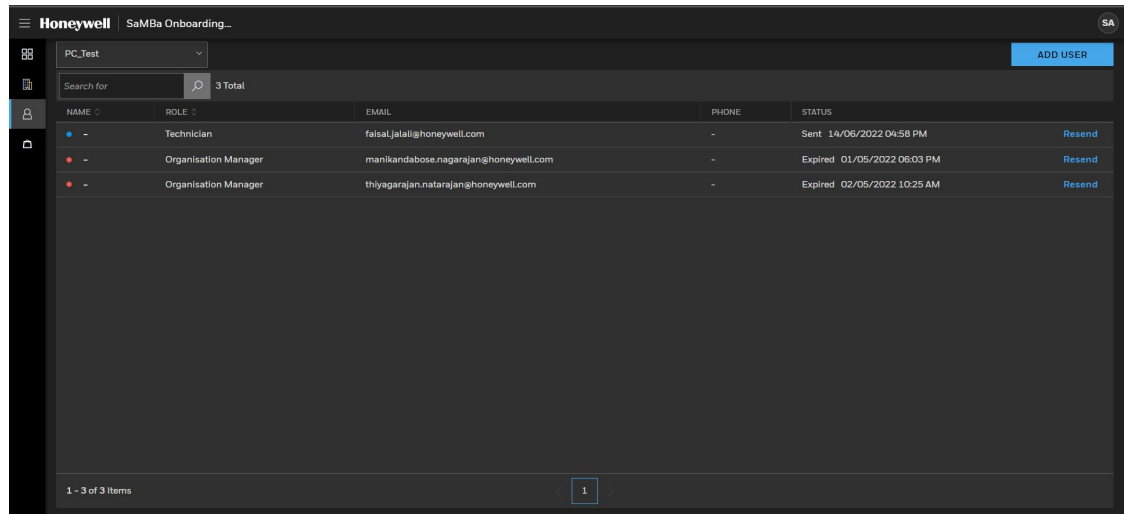 Honeywell SaMBa Onboarding... SA
PC_Test ADD USER
Search for 3 Total
NAME ROLE EMAIL PHONE STATUS
- Technician faisal.jalali@honeywell.com - Sent 14/06/2022 04:58 PM Resend
- Organisation Manager manikandabose.nagarajan@honeywell.com - Expired 01/05/2022 06:03 PM Resend
- Organisation Manager thiyagarajan.natarajan@honeywell.com - Expired 02/05/2022 10:25 AM Resend
1 - 3 of 3 Items 1